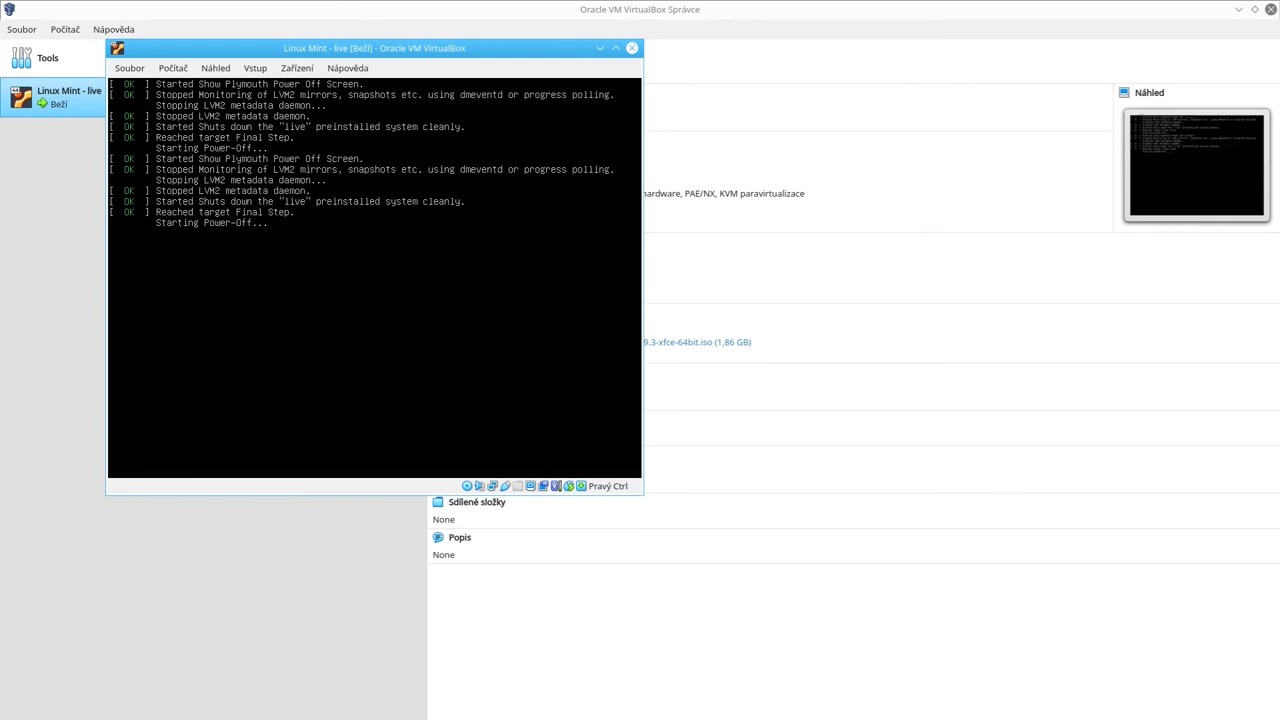 Oracle VM VirtualBox Správce
Soubor Počítač Nápověda
Tools
Linux Mint - live
Beží
Linux Mint - live [Beží] - Oracle VM VirtualBox
Soubor Počítač Náhled Vstup Zařízení Nápověda
[  OK  ] Started Show Plymouth Power Off Screen.
[  OK  ] Stopped Monitoring of LVM2 mirrors, snapshots etc. using dmeventd or progress polling.
Stopping LVM2 metadata daemon...
[  OK  ] Stopped LVM2 metadata daemon.
[  OK  ] Started Shuts down the "live" preinstalled system cleanly.
[  OK  ] Reached target Final Step.
Starting Power-Off...
[  OK  ] Started Show Plymouth Power Off Screen.
[  OK  ] Stopped Monitoring of LVM2 mirrors, snapshots etc. using dmeventd or progress polling.
Stopping LVM2 metadata daemon...
[  OK  ] Stopped LVM2 metadata daemon.
[  OK  ] Started Shuts down the "live" preinstalled system cleanly.
[  OK  ] Reached target Final Step.
Starting Power-Off...
Pravý Ctrl
Náhled
hardware, PAE/NX, KVM paravirtualizace
9.3-xfce-64bit.iso (1,86 GB)
Sdílené složky
None
Popis
None